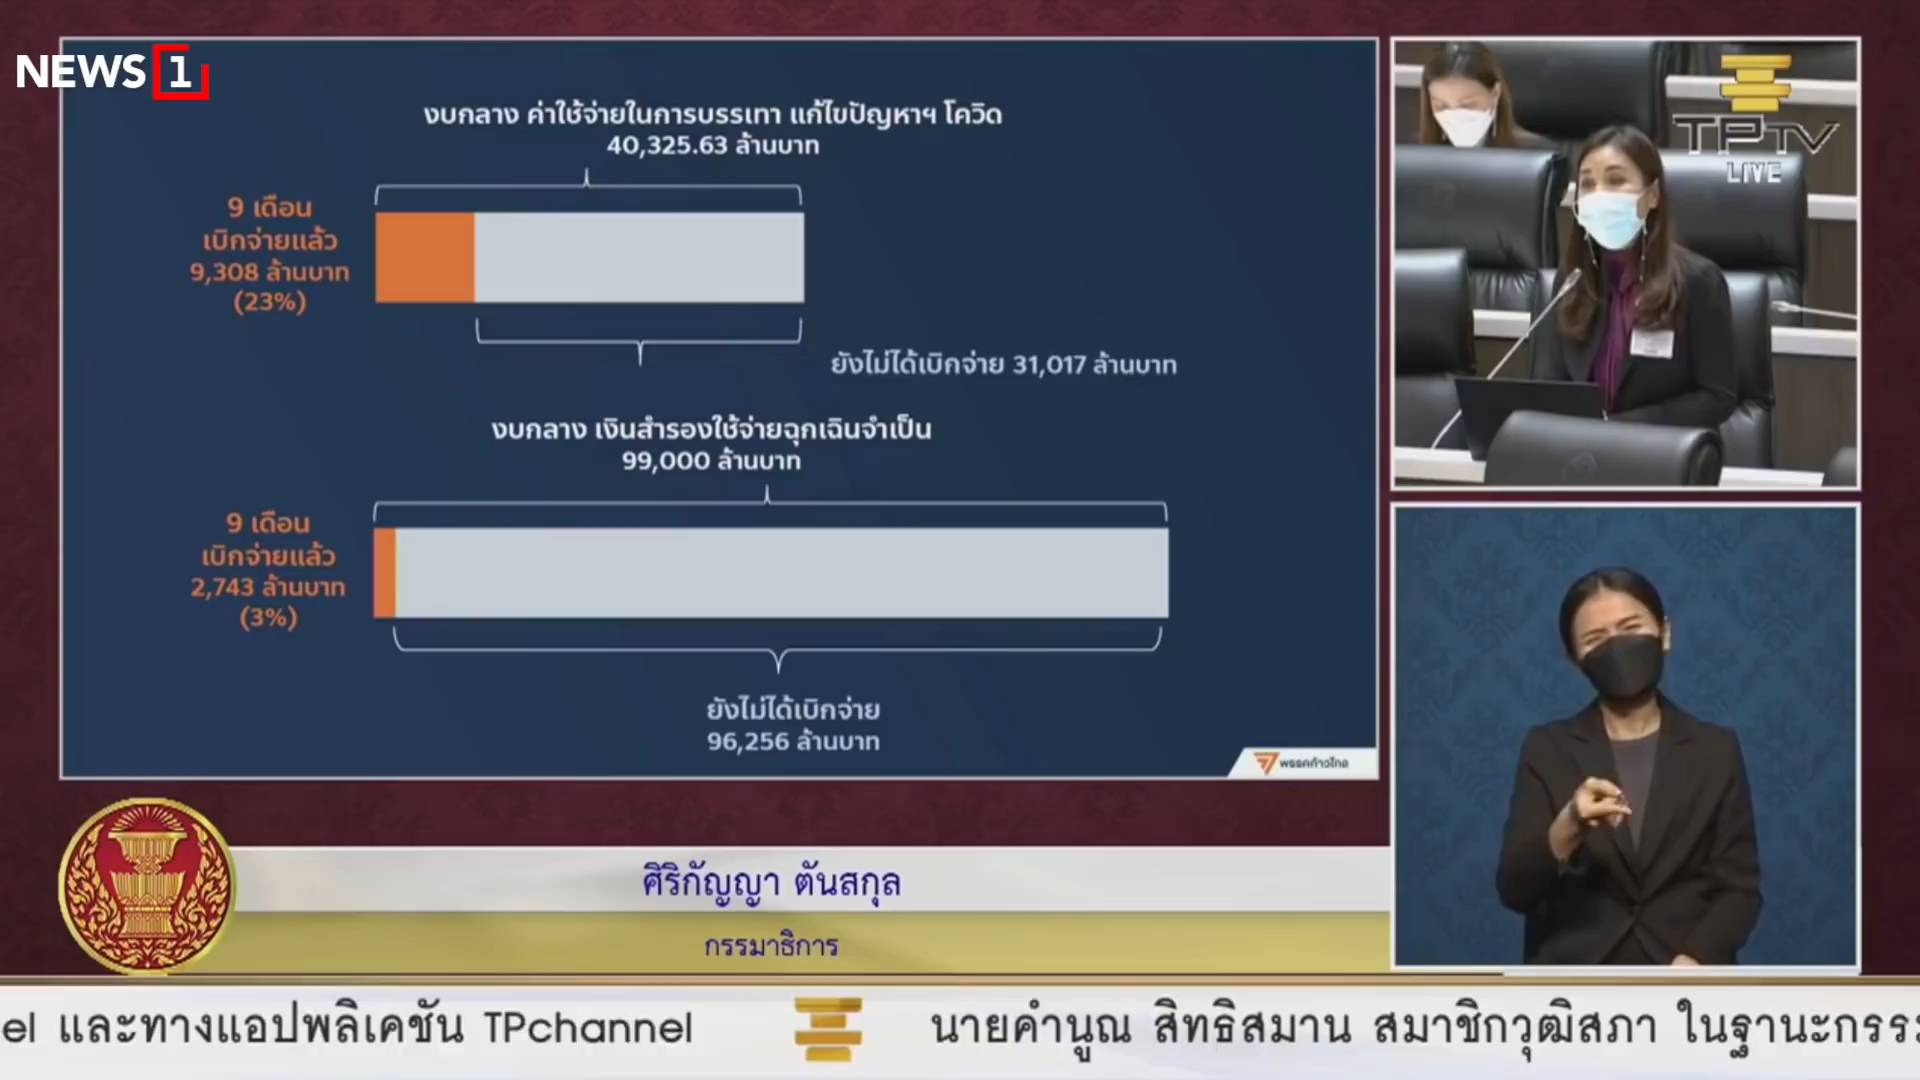 NEWS 1
งบกลาง ค่าใช้จ่ายในการบรรเทา แก้ไขปัญหาฯ โควิด
40,325.63 ล้านบาท
9 เดือน
เบิกจ่ายแล้ว
9,308 ล้านบาท
(23%)
ยังไม่ได้เบิกจ่าย 31,017 ล้านบาท
งบกลาง เงินสำรองใช้จ่ายฉุกเฉินจำเป็น
99,000 ล้านบาท
9 เดือน
เบิกจ่ายแล้ว
2,743 ล้านบาท
(3%)
ยังไม่ได้เบิกจ่าย
96,256 ล้านบาท
พรรคก้าวไกล
TPTV
LIVE
ศิริกัญญา ตันสกุล
กรรมาธิการ
el และทางแอปพลิเคชัน TPchannel นายคำนูณ สิทธิสมาน สมาชิกวุฒิสภา ในฐานะกรร